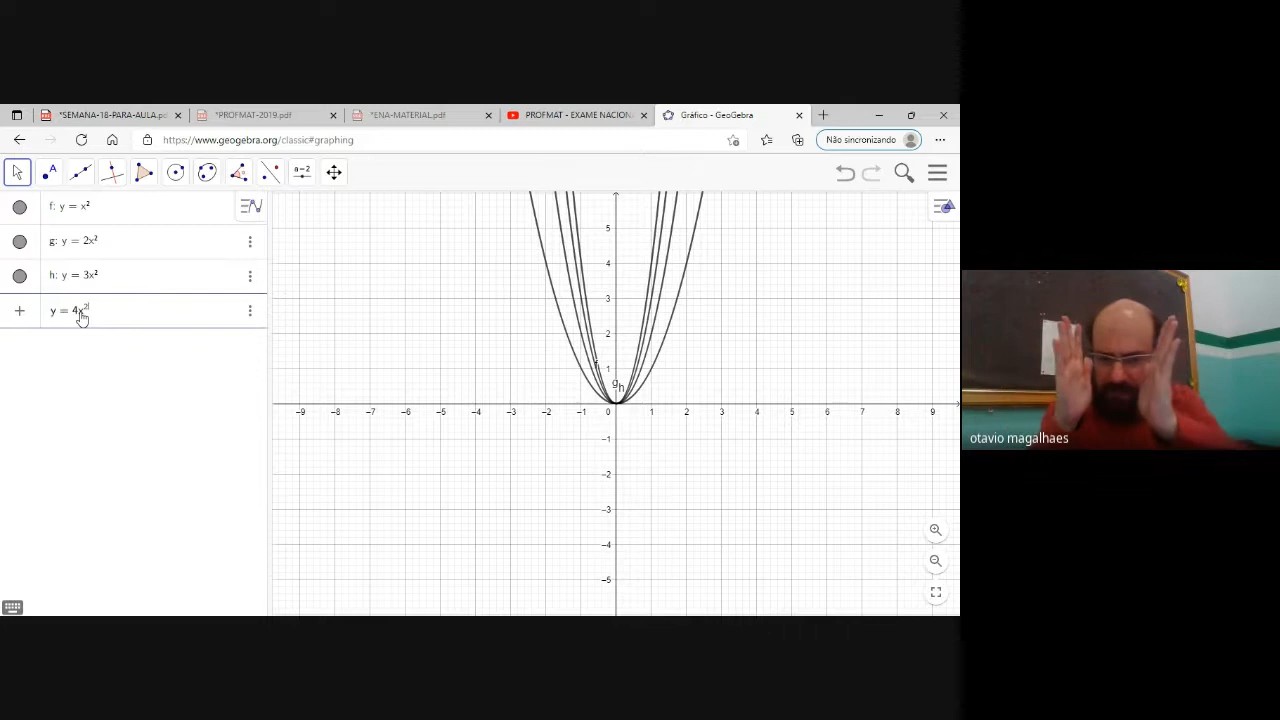 *SEMANA-18-PARA-AULA.pc
*PROFMAT-2019.pdf
*ENA-MATERIAL.pdf
PROFMAT - EXAME NACION
Gráfico - GeoGebra
https://www.geogebra.org/classic#graphing
Não sincronizando
a=2
f: y = x²
g: y = 2x²
h: y = 3x²
y = 4x²
5
4
3
2
1
f
g
h
−9 −8 −7 −6 −5 −4 −3 −2 −1 0 1 2 3 4 5 6 7 8 9
−1
−2
−3
−4
−5
otavio magalhaes